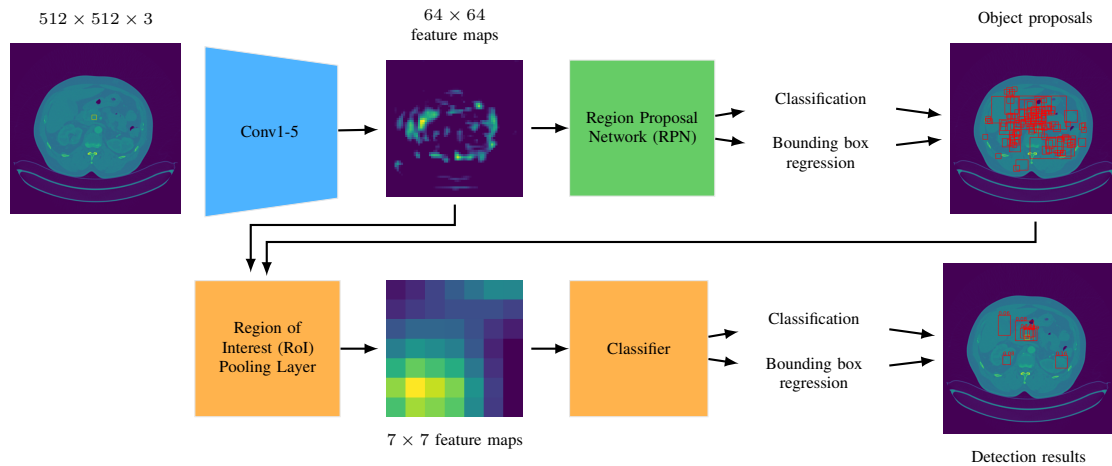 512 × 512 × 3
64 × 64
feature maps
Object proposals
Conv1-5
Region Proposal
Network (RPN)
Classification
Bounding box
regression
Region of
Interest (RoI)
Pooling Layer
Classifier
Classification
Bounding box
regression
7 × 7 feature maps
Detection results